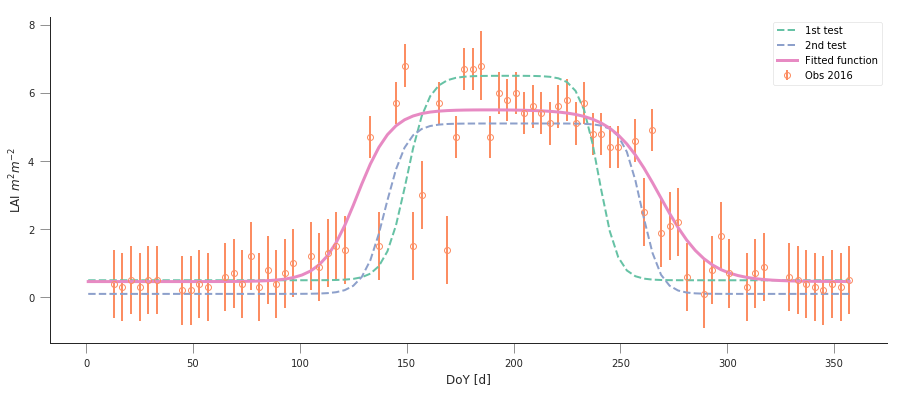 8
6
4
2
0
LAI m²m⁻²
0 50 100 150 200 250 300 350
DoY [d]
1st test
2nd test
Fitted function
Obs 2016